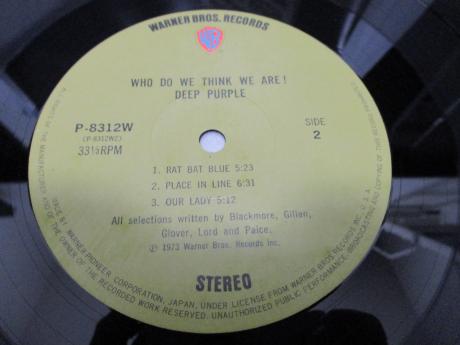 WARNER BROS. RECORDS
WHO DO WE THINK WE ARE!
DEEP PURPLE
P-8312W
(P-8312W2)
33⅓RPM
SIDE
2
1. RAT BAT BLUE 5:23
2. PLACE IN LINE 6:31
3. OUR LADY 5:12
All selections written by Blackmore, Gillan,
Glover, Lord and Paice.
Ⓟ 1973 Warner Bros. Records Inc.
STEREO
WARNER-PIONEER CORPORATION, JAPAN, UNDER LICENSE FROM WARNER BROS RECORDS INC. U.S.A.
OF THE OWNER OF THE RECORDED WORK RESERVED. UNAUTHORIZED PUBLIC PERFORMANCE, BROADCASTING AND COPYING OF